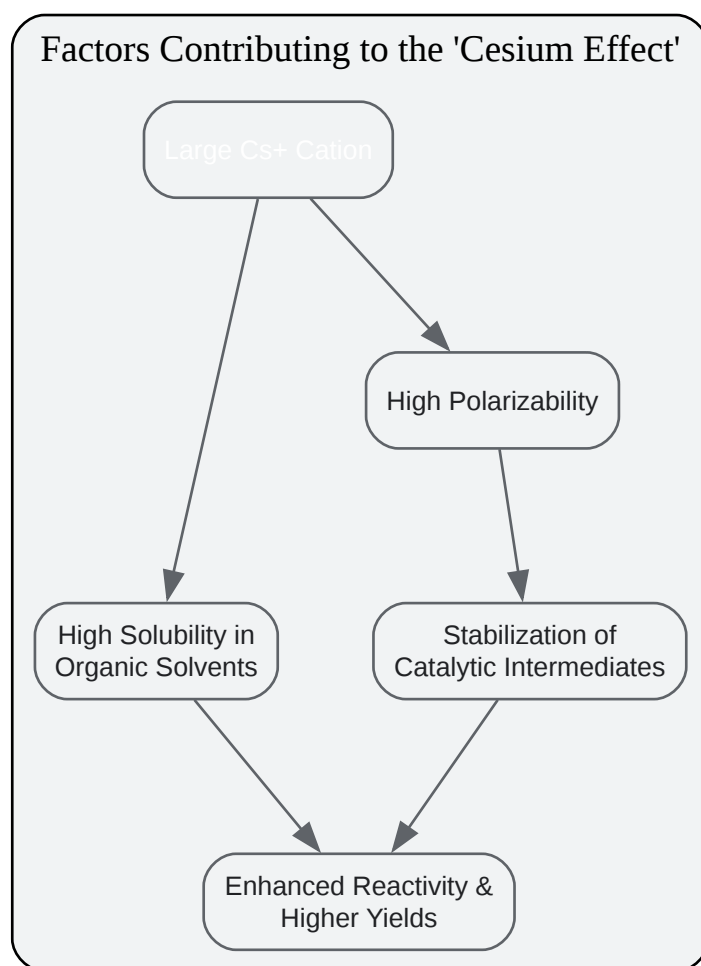 Factors Contributing to the 'Cesium Effect'
Large Cs+ Cation
High Polarizability
High Solubility in
Organic Solvents
Stabilization of
Catalytic Intermediates
Enhanced Reactivity &
Higher Yields